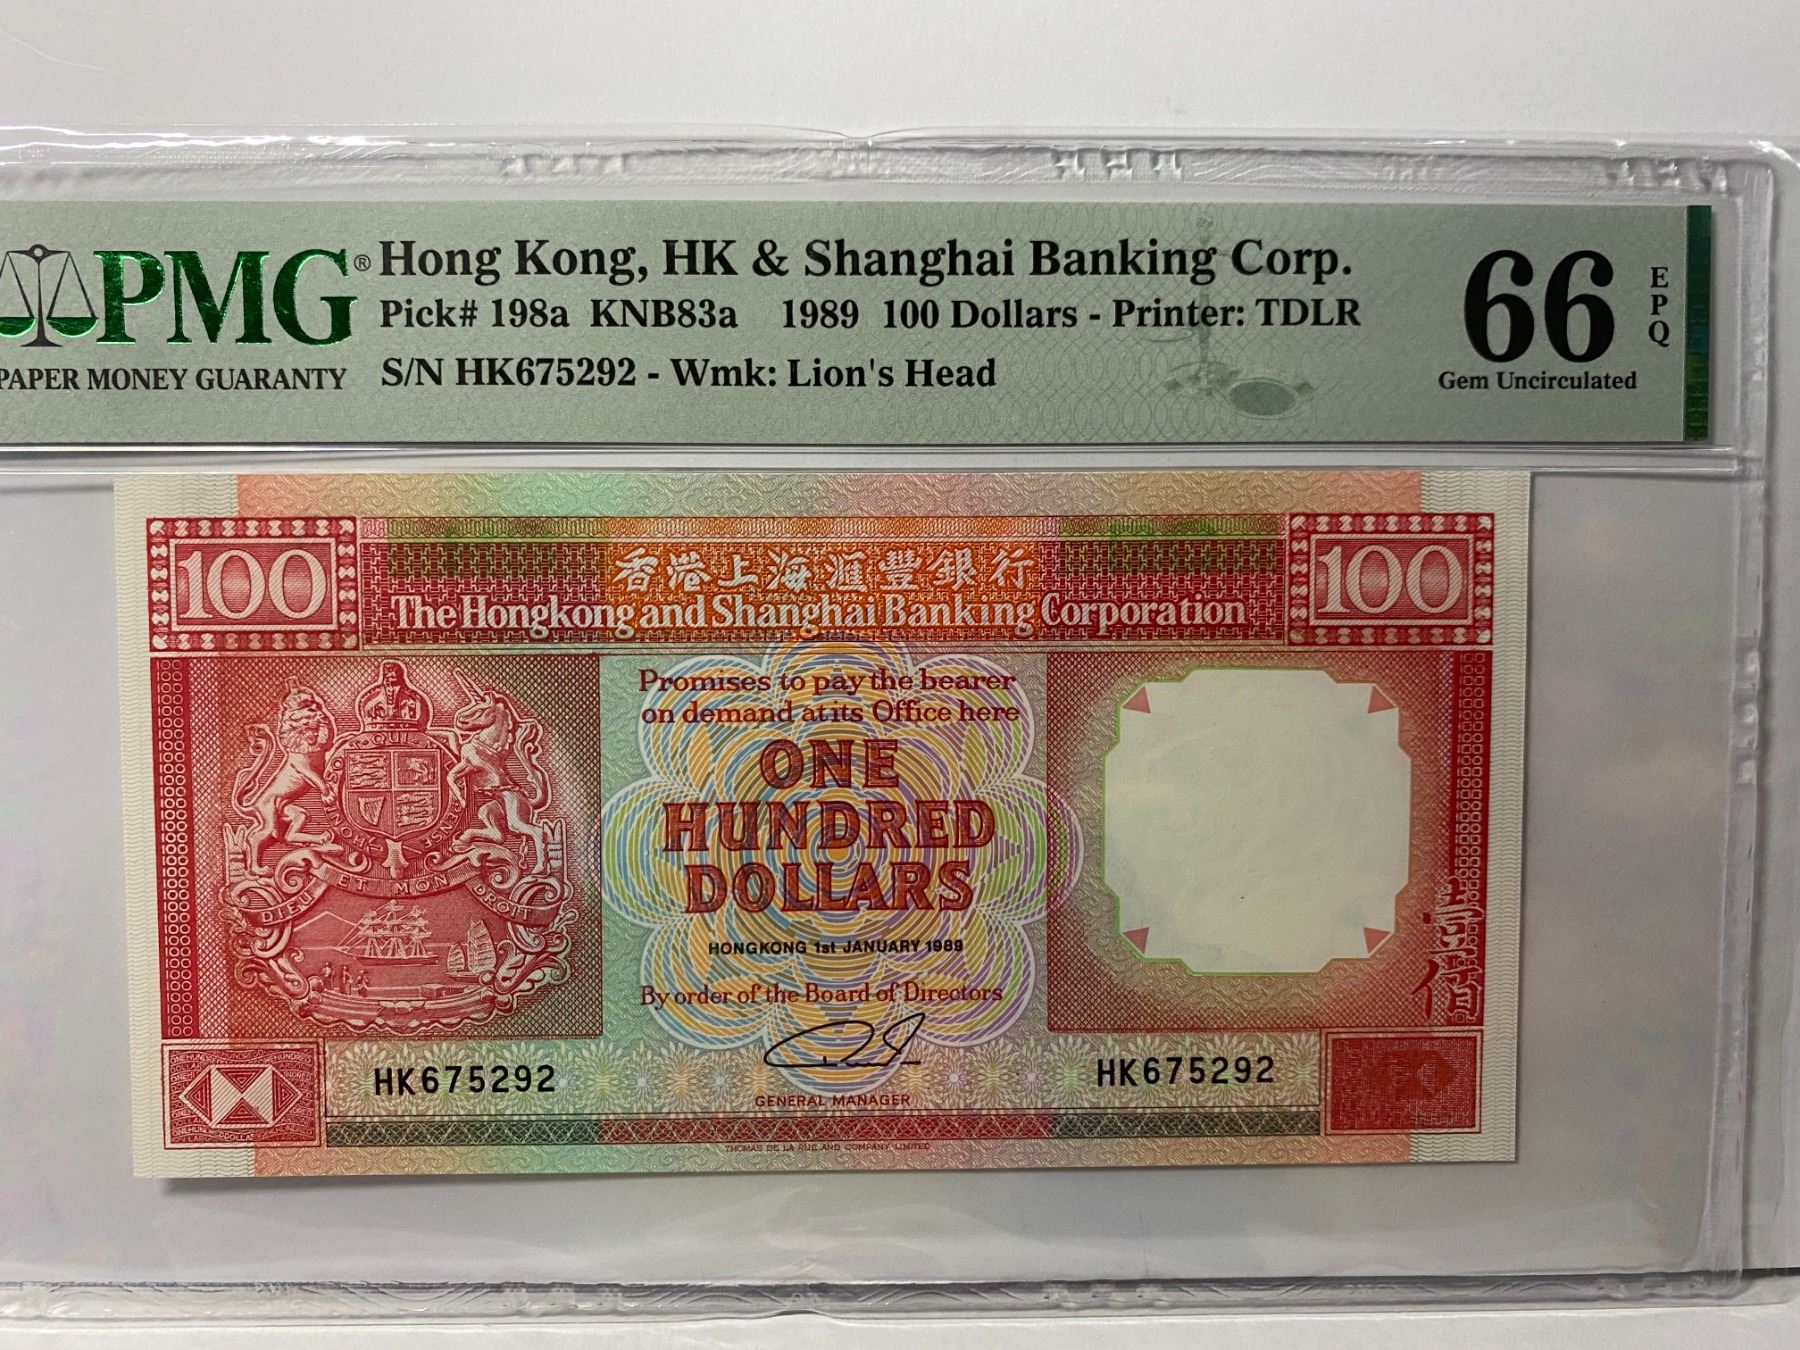 PMG®
PAPER MONEY GUARANTY
Hong Kong, HK & Shanghai Banking Corp.
Pick# 198a KNB83a 1989 100 Dollars - Printer: TDLR
S/N HK675292 - Wmk: Lion's Head
66
EPQ
Gem Uncirculated
100
香港上海滙豐銀行
The Hongkong and Shanghai Banking Corporation
100
Promises to pay the bearer
on demand at its Office here
ONE
HUNDRED
DOLLARS
HONGKONG 1st JANUARY 1989
By order of the Board of Directors
GENERAL MANAGER
HK675292
HK675292
DIEU ET MON DROIT
壹佰圓
THOMAS DE LA RUE AND COMPANY LIMITED